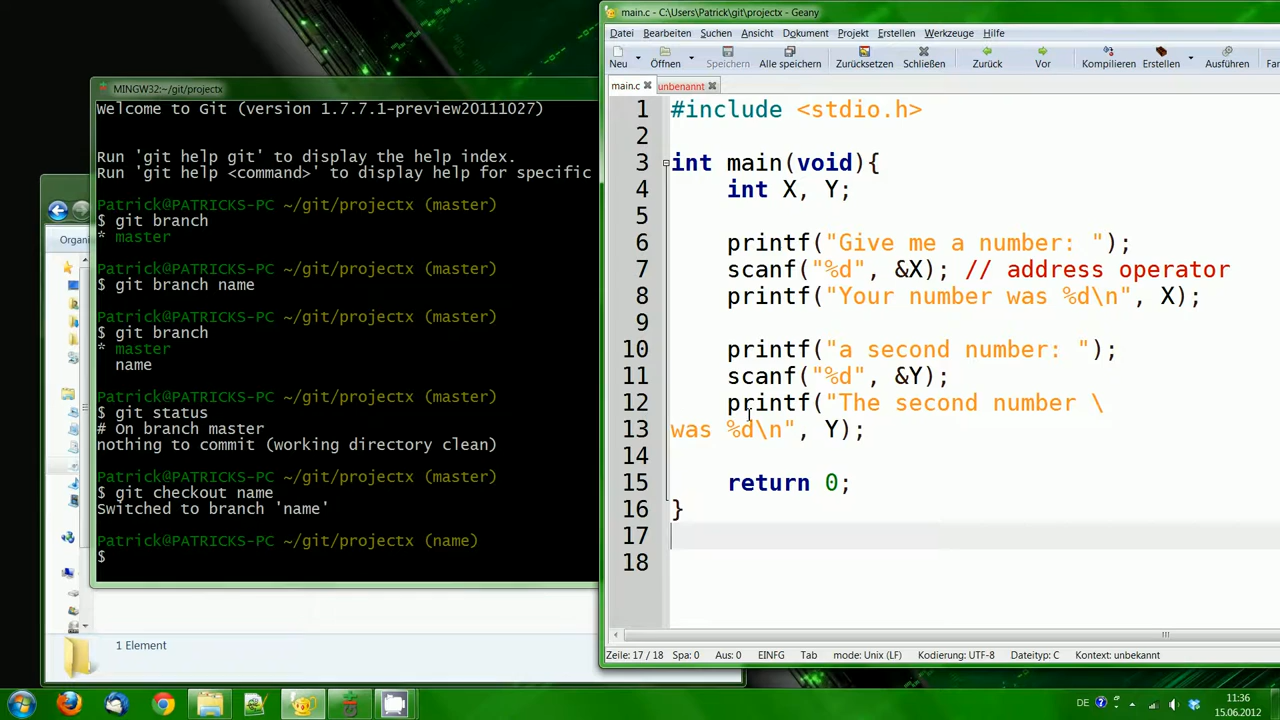 main.c - C:\Users\Patrick\git\projectx - Geany
Datei Bearbeiten Suchen Ansicht Dokument Projekt Erstellen Werkzeuge Hilfe
Neu Öffnen Speichern Alle speichern Zurücksetzen Schließen Zurück Vor Kompilieren Erstellen Ausführen
main.c unbenannt
1 #include <stdio.h>
2
3 int main(void){
4 int X, Y;
5
6 printf("Give me a number: ");
7 scanf("%d", &X); // address operator
8 printf("Your number was %d\n", X);
9
10 printf("a second number: ");
11 scanf("%d", &Y);
12 printf("The second number \
13 was %d\n", Y);
14
15 return 0;
16 }
17
18
Zeile: 17 / 18 Spa: 0 Aus: 0 EINFG Tab mode: Unix (LF) Kodierung: UTF-8 Dateityp: C Kontext: unbekannt
MINGW32:~/git/projectx
Welcome to Git (version 1.7.7.1-preview20111027)
Run 'git help git' to display the help index.
Run 'git help <command>' to display help for specific
Patrick@PATRICKS-PC ~/git/projectx (master)
$ git branch
* master
Patrick@PATRICKS-PC ~/git/projectx (master)
$ git branch name
Patrick@PATRICKS-PC ~/git/projectx (master)
$ git branch
* master
name
Patrick@PATRICKS-PC ~/git/projectx (master)
$ git status
# On branch master
nothing to commit (working directory clean)
Patrick@PATRICKS-PC ~/git/projectx (master)
$ git checkout name
Switched to branch 'name'
Patrick@PATRICKS-PC ~/git/projectx (name)
$
1 Element
DE
11:36
15.06.2012